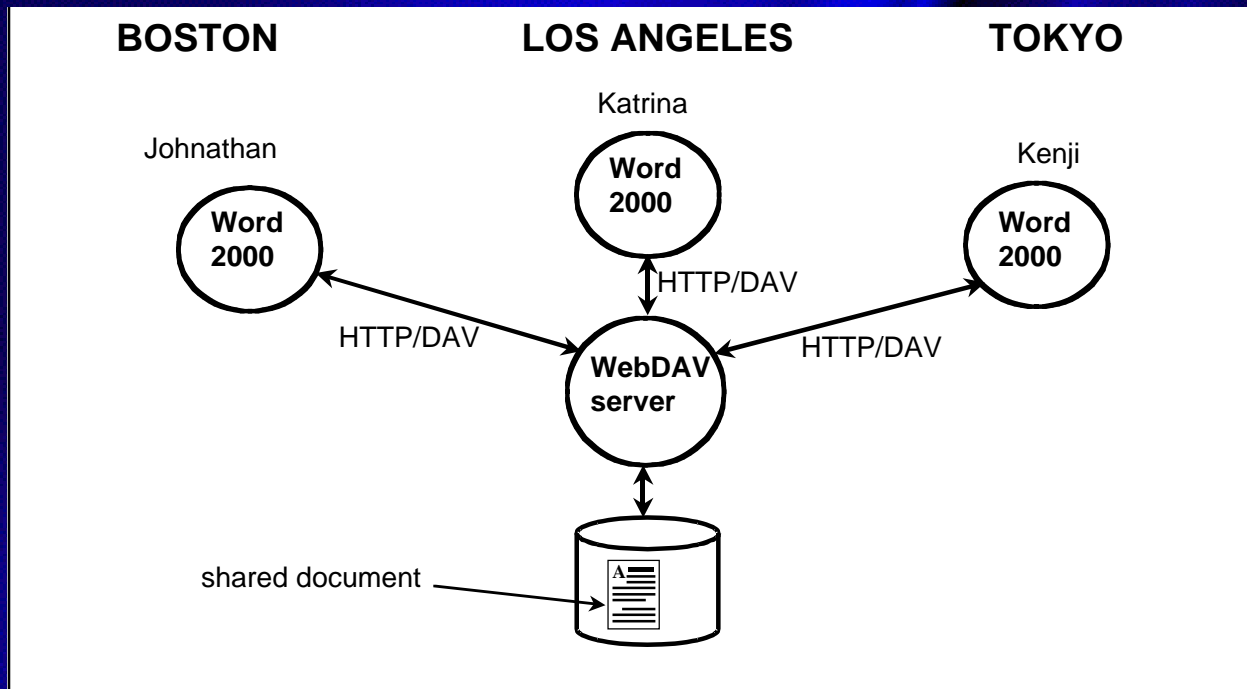 BOSTON
LOS ANGELES
TOKYO
Katrina
Johnathan
Kenji
Word
2000
Word
2000
Word
2000
HTTP/DAV
HTTP/DAV
HTTP/DAV
WebDAV
server
shared document
A